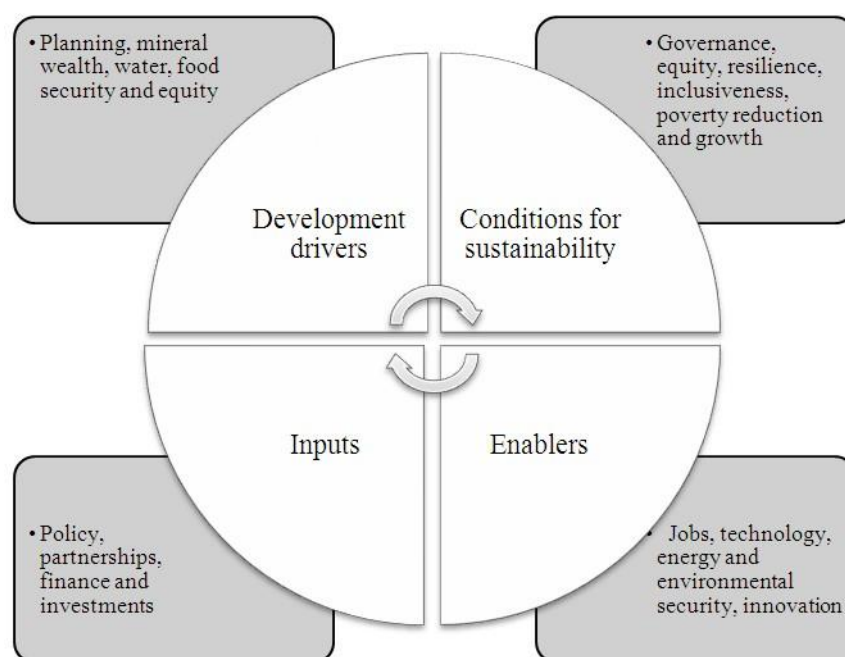 • Planning, mineral
wealth, water, food
security and equity
• Governance,
equity, resilience,
inclusiveness,
poverty reduction
and growth
Development
drivers
Conditions for
sustainability
Inputs
Enablers
• Policy,
partnerships,
finance and
investments
• Jobs, technology,
energy and
environmental
security, innovation